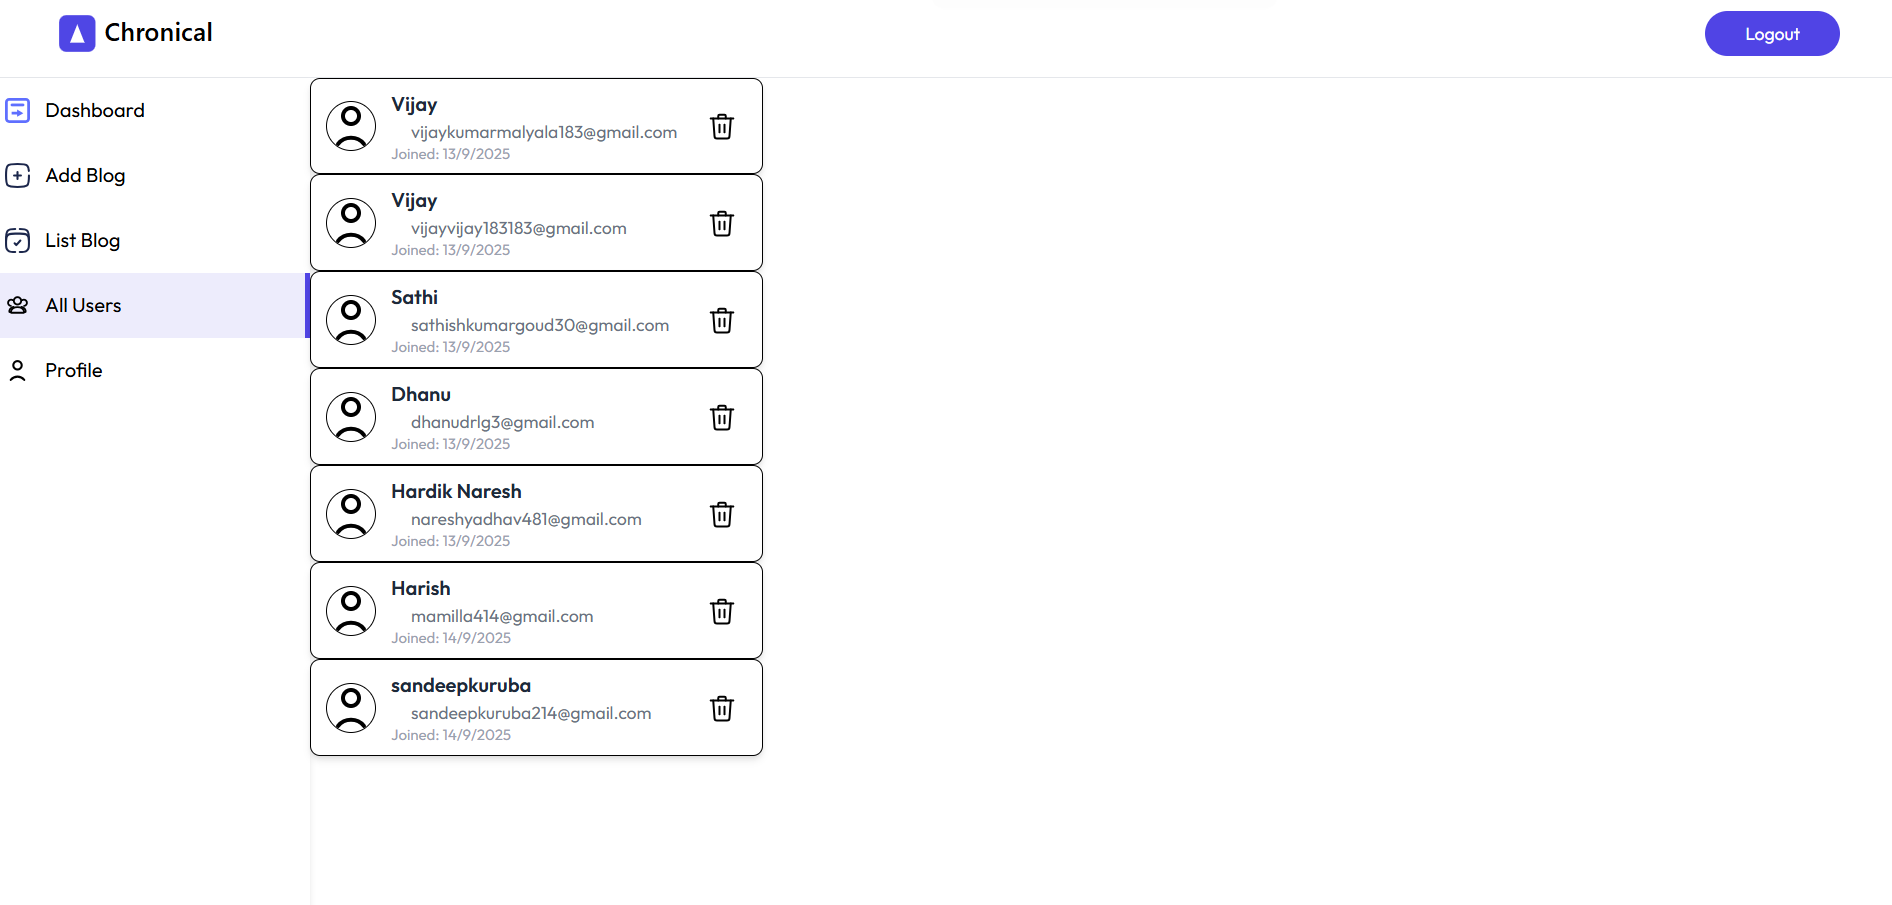 Chronical
Logout
Dashboard
Add Blog
List Blog
All Users
Profile
Vijay
vijaykumarmalyala183@gmail.com
Joined: 13/9/2025
Vijay
vijayvijay183183@gmail.com
Joined: 13/9/2025
Sathi
sathishkumargoud30@gmail.com
Joined: 13/9/2025
Dhanu
dhanudrlg3@gmail.com
Joined: 13/9/2025
Hardik Naresh
nareshyadhav481@gmail.com
Joined: 13/9/2025
Harish
mamilla414@gmail.com
Joined: 14/9/2025
sandeepkuruba
sandeepkuruba214@gmail.com
Joined: 14/9/2025